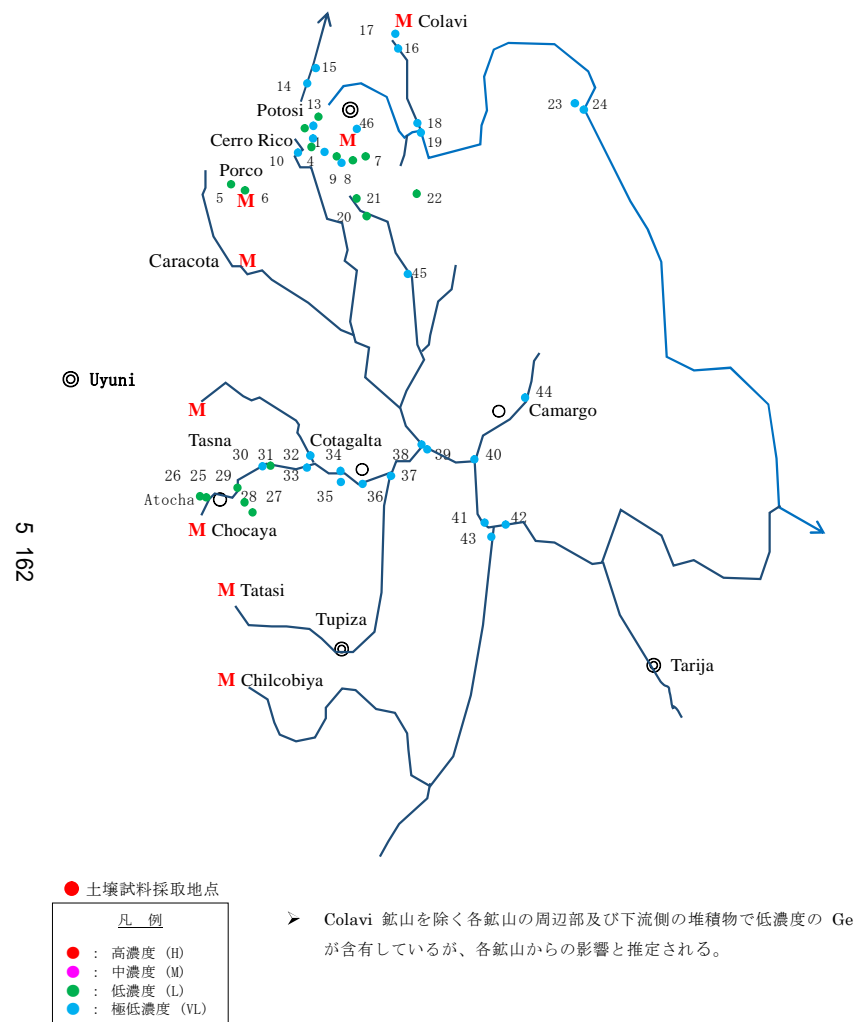 17 M Colavi
16
15
14
13
Potosi
46
18
23 24
Cerro Rico 1 M
19
10 4 7
Porco 9 8
5 M 6
21 22
20
Caracota M
45
Uyuni
44
M
Camargo
Tasna Cotagalta
30 31 32 34 38 39 40
26 25 29 33 37
Atocha 28 27 35 36
M Chocaya
41 42
43
5 162
M Tatasi
Tupiza
Tarija
M Chilcobiya
土壌試料採取地点
凡 例
: 高濃度 (H)
: 中濃度 (M)
: 低濃度 (L)
: 極低濃度 (VL)
➢ Colavi 鉱山を除く各鉱山の周辺部及び下流側の堆積物で低濃度の Ge
が含有しているが、各鉱山からの影響と推定される。